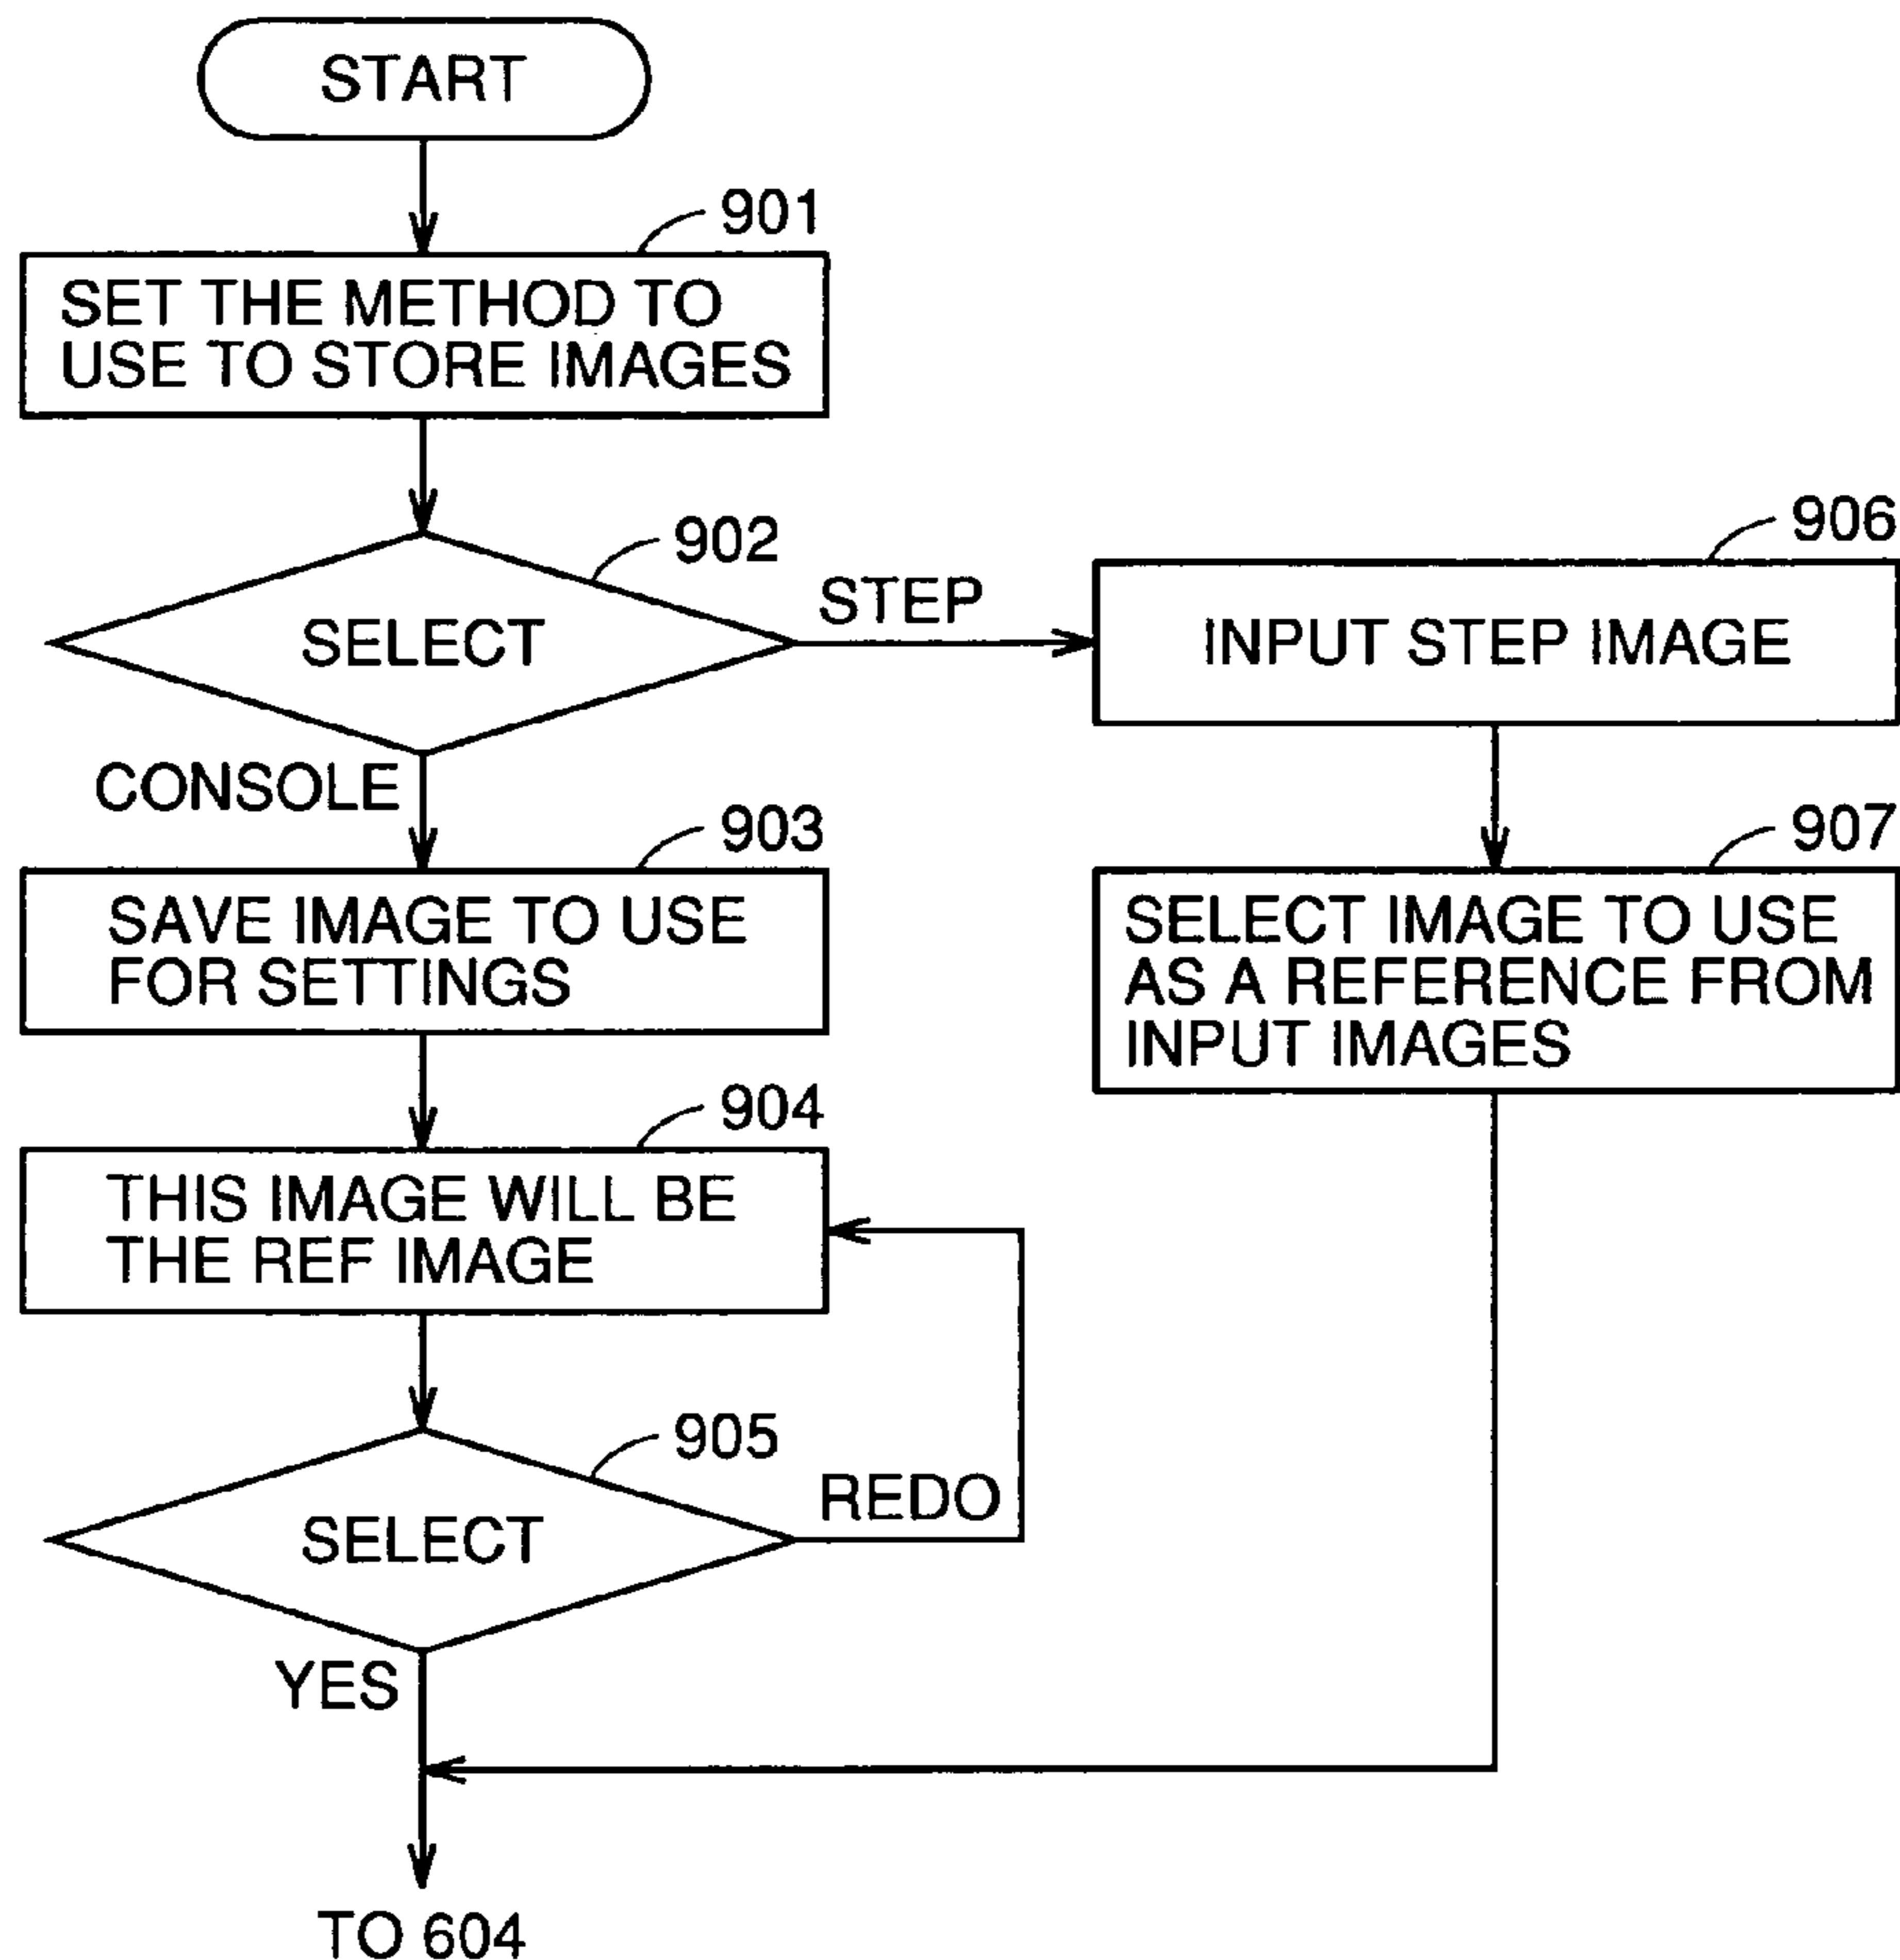 START
901
SET THE METHOD TO
USE TO STORE IMAGES
902
SELECT
STEP
906
INPUT STEP IMAGE
CONSOLE
903
SAVE IMAGE TO USE
FOR SETTINGS
907
SELECT IMAGE TO USE
AS A REFERENCE FROM
INPUT IMAGES
904
THIS IMAGE WILL BE
THE REF IMAGE
905
SELECT
REDO
YES
TO 604